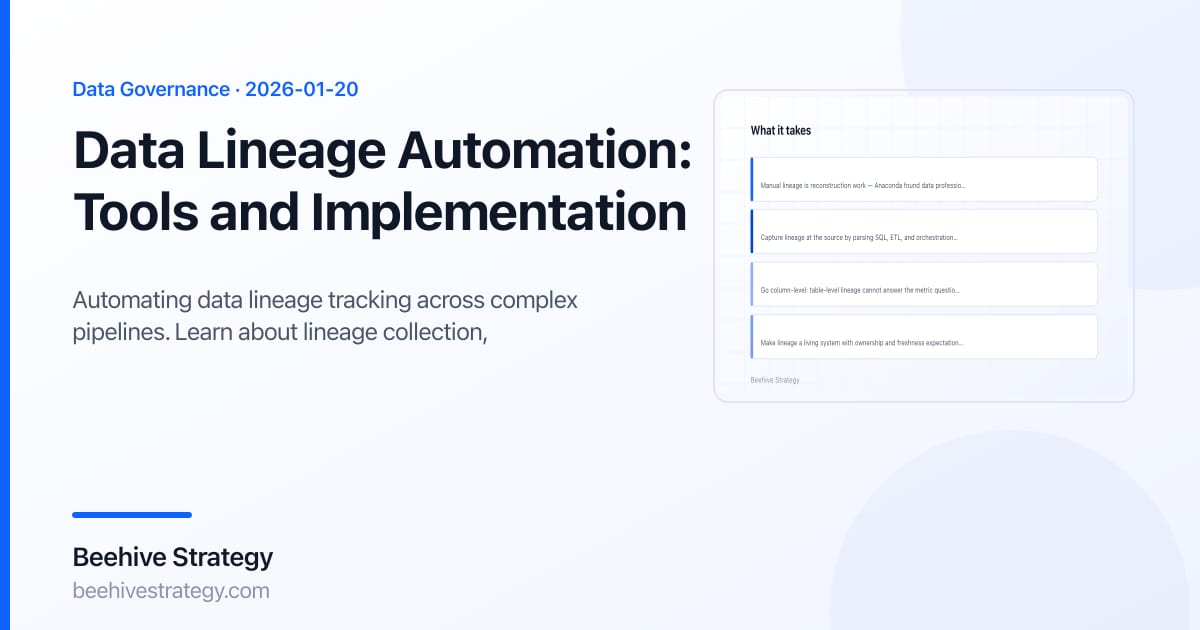 Data Governance · 2026-01-20
Data Lineage Automation:
Tools and Implementation
Automating data lineage tracking across complex
pipelines. Learn about lineage collection,
Beehive Strategy
beehivestrategy.com
What it takes
Manual lineage is reconstruction work — Anaconda found data professio...
Capture lineage at the source by parsing SQL, ETL, and orchestration...
Go column-level: table-level lineage cannot answer the metric questio...
Make lineage a living system with ownership and freshness expectation...
Beehive Strategy